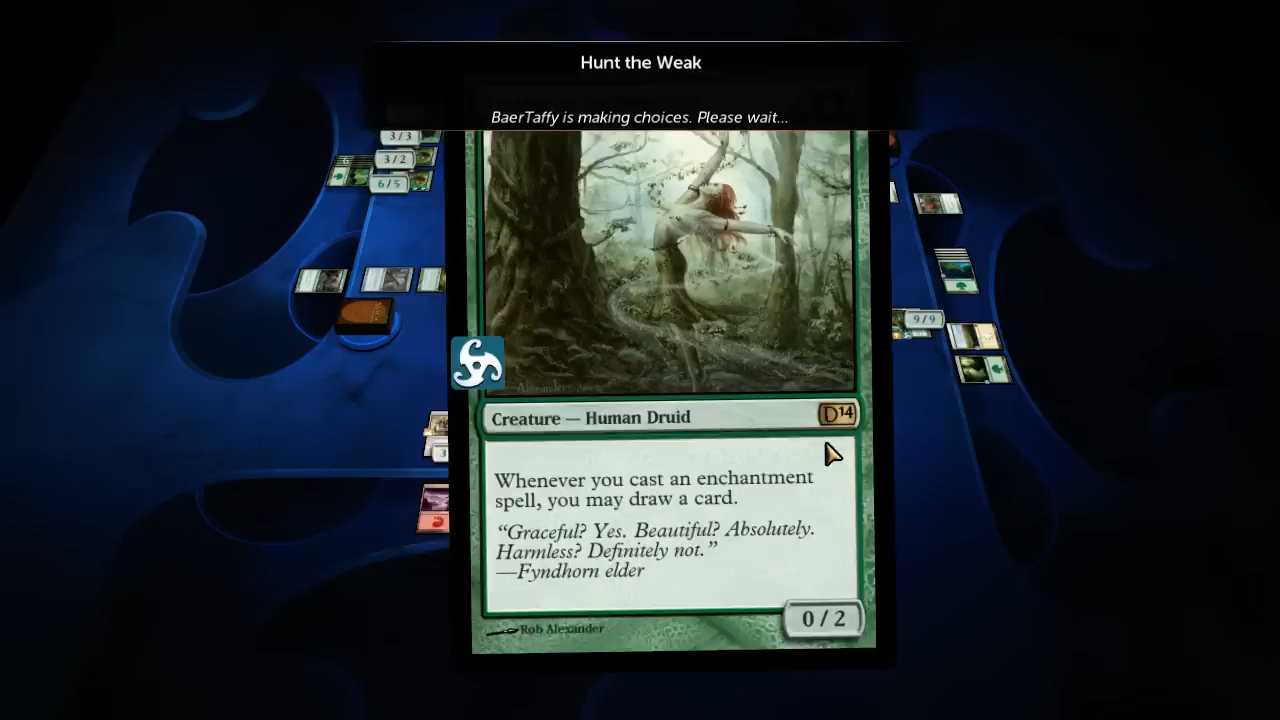 Hunt the Weak
BaerTaffy is making choices. Please wait...
3/3
3/2
6/5
9/9
3
Creature — Human Druid
D14
Whenever you cast an enchantment
spell, you may draw a card.
“Graceful? Yes. Beautiful? Absolutely.
Harmless? Definitely not.”
—Fyndhorn elder
0/2
Rob Alexander